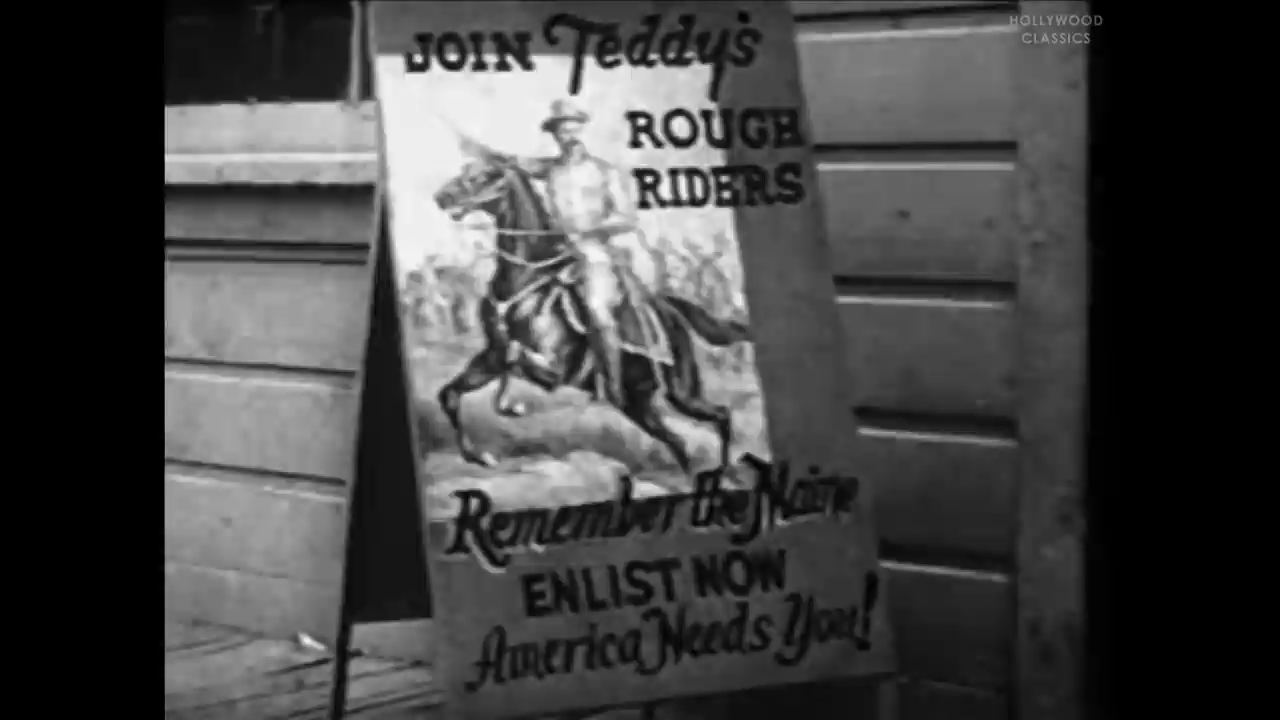 HOLLYWOOD
CLASSICS
JOIN Teddy's
ROUGH
RIDERS
Remember the Maine
ENLIST NOW
America Needs You!